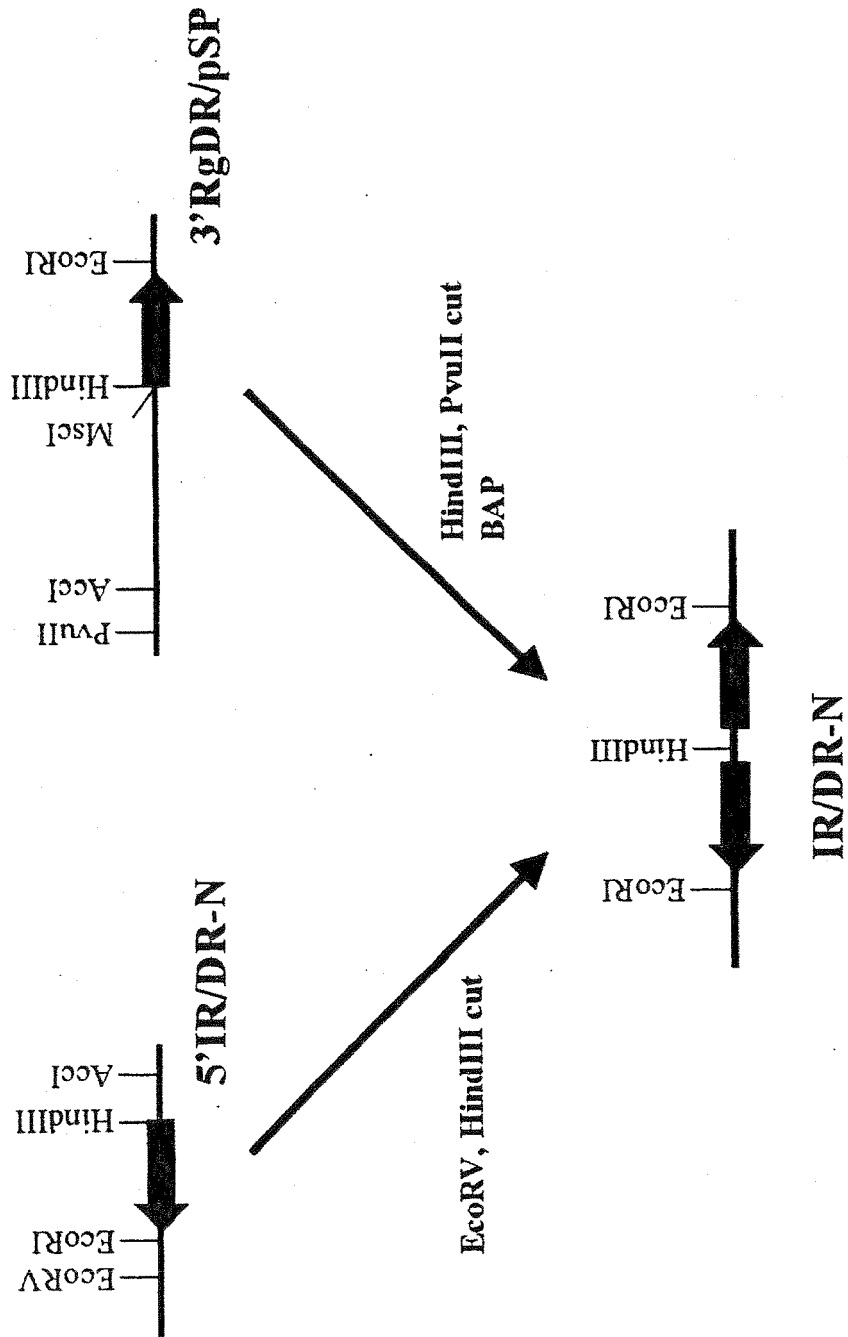 EcoRV
EcoRI
HindIII
AccI
5'IR/DR-N
PvuII
AccI
MscI
HindIII
EcoRI
3'RgDR/pSP
EcoRV, HindIII cut
HindIII, PvuII cut
BAP
EcoRI
HindIII
EcoRI
IR/DR-N